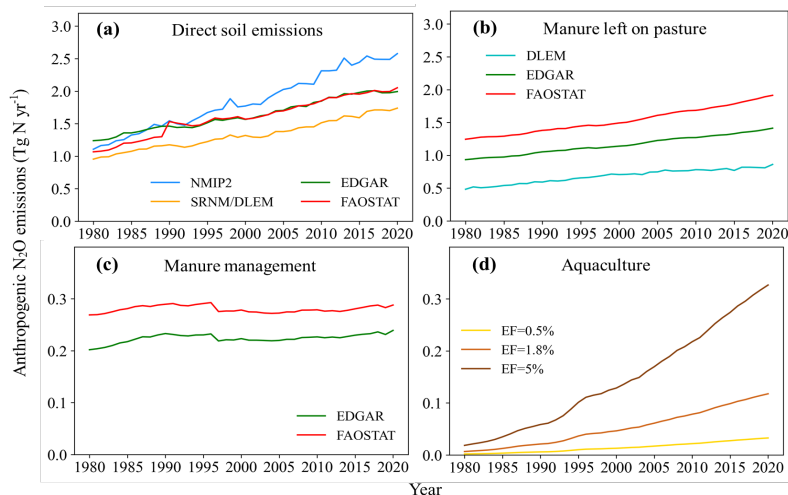 Anthropogenic N₂O emissions (Tg N yr⁻¹)
(a) Direct soil emissions
3.0
2.5
2.0
1.5
1.0
0.5
0.0
NMIP2
SRNM/DLEM
EDGAR
FAOSTAT
1980 1985 1990 1995 2000 2005 2010 2015 2020
(b) Manure left on pasture
3.0
2.5
2.0
1.5
1.0
0.5
0.0
DLEM
EDGAR
FAOSTAT
1980 1985 1990 1995 2000 2005 2010 2015 2020
(c) Manure management
0.3
0.2
0.1
0.0
EDGAR
FAOSTAT
1980 1985 1990 1995 2000 2005 2010 2015 2020
(d) Aquaculture
0.3
0.2
0.1
0.0
EF=0.5%
EF=1.8%
EF=5%
1980 1985 1990 1995 2000 2005 2010 2015 2020
Year